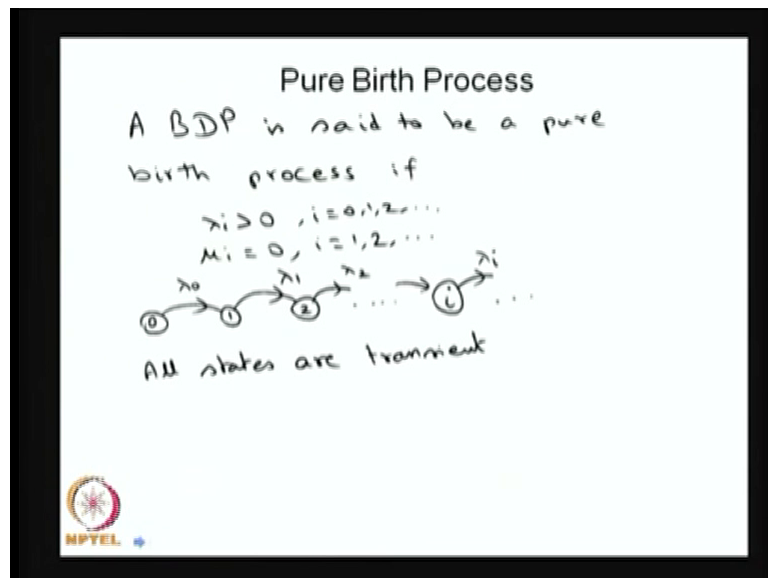 Pure Birth Process
A BDP is said to be a pure
birth process if
λi > 0, i = 0, 1, 2, ...
μi = 0, i = 1, 2, ...
λ0 λ1 λ2 λi
0 1 2 .... i ...
All states are transient
NPTEL